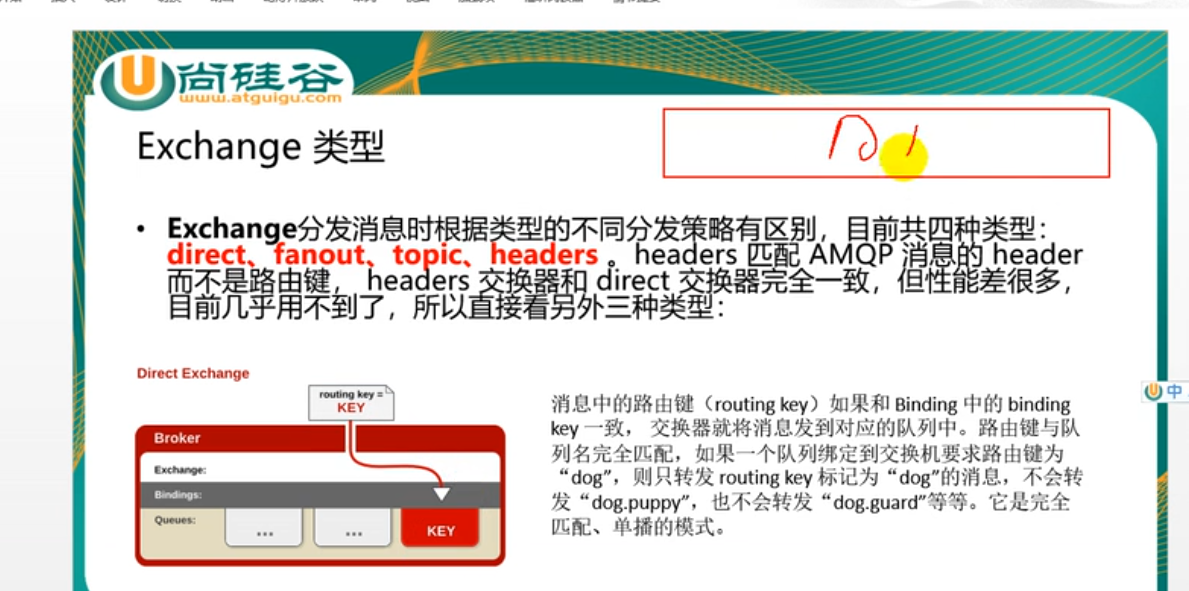 尚硅谷
www.atguigu.com
Exchange 类型
• Exchange分发消息时根据类型的不同分发策略有区别，目前共四种类型：
direct、fanout、topic、headers 。headers 匹配 AMQP 消息的 header
而不是路由键， headers 交换器和 direct 交换器完全一致，但性能差很多，
目前几乎用不到了，所以直接看另外三种类型：
Direct Exchange
routing key =
KEY
Broker
Exchange:
Bindings:
Queues:
...
...
KEY
消息中的路由键（routing key）如果和 Binding 中的 binding
key 一致， 交换器就将消息发到对应的队列中。路由键与队
列名完全匹配，如果一个队列绑定到交换机要求路由键为
“dog”，则只转发 routing key 标记为“dog”的消息，不会转
发“dog.puppy”，也不会转发“dog.guard”等等。它是完全
匹配、单播的模式。
中